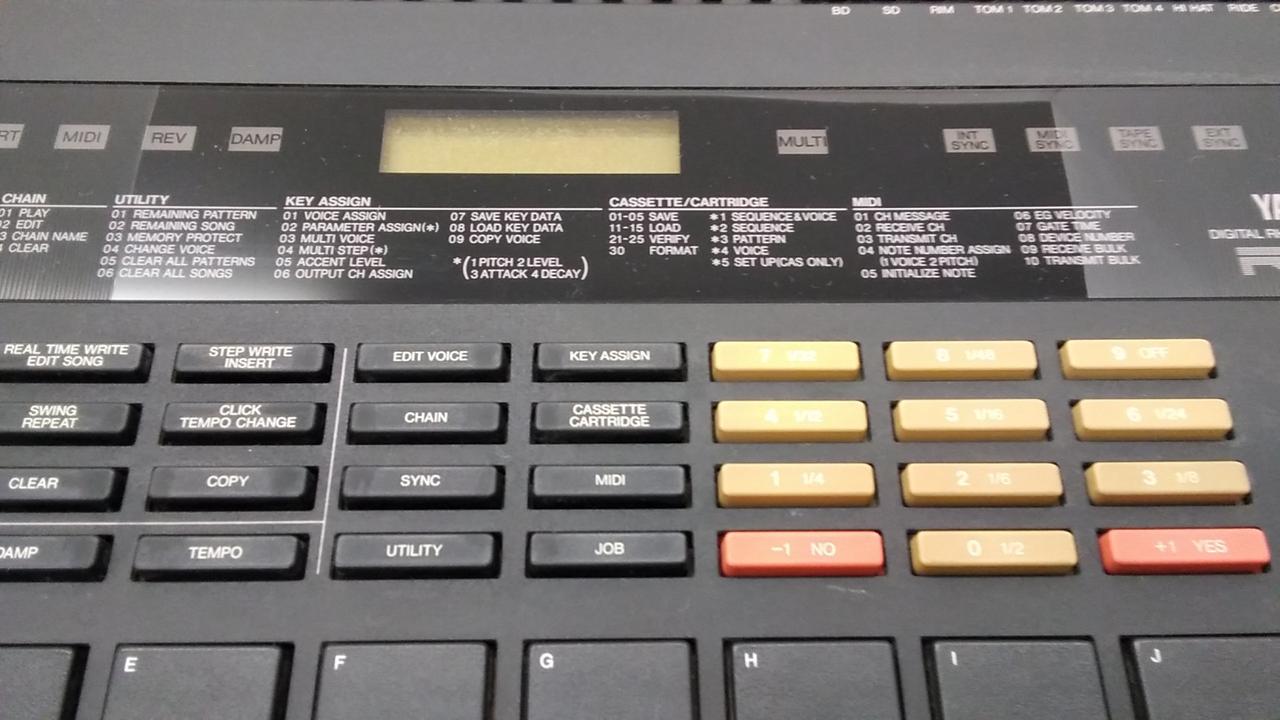 BD SD RIM TOM 1 TOM 2 TOM 3 TOM 4 HI HAT RIDE
RT MIDI REV DAMP MULTI INT SYNC MIDI SYNC TAPE SYNC EXT SYNC
CHAIN
01 PLAY
02 EDIT
3 CHAIN NAME
4 CLEAR
UTILITY
01 REMAINING PATTERN
02 REMAINING SONG
03 MEMORY PROTECT
04 CHANGE VOICE
05 CLEAR ALL PATTERNS
06 CLEAR ALL SONGS
KEY ASSIGN
01 VOICE ASSIGN
02 PARAMETER ASSIGN(*)
03 MULTI VOICE
04 MULTI STEP(*)
05 ACCENT LEVEL
06 OUTPUT CH ASSIGN
07 SAVE KEY DATA
08 LOAD KEY DATA
09 COPY VOICE
*(1 PITCH 2 LEVEL
3 ATTACK 4 DECAY)
CASSETTE/CARTRIDGE
01-05 SAVE
11-15 LOAD
21-25 VERIFY
30 FORMAT
*1 SEQUENCE&VOICE
*2 SEQUENCE
*3 PATTERN
*4 VOICE
*5 SET UP(CAS ONLY)
MIDI
01 CH MESSAGE
02 RECEIVE CH
03 TRANSMIT CH
04 NOTE NUMBER ASSIGN
(1 VOICE 2 PITCH)
05 INITIALIZE NOTE
06 EG VELOCITY
07 GATE TIME
08 DEVICE NUMBER
09 RECEIVE BULK
10 TRANSMIT BULK
DIGITAL
REAL TIME WRITE
EDIT SONG
STEP WRITE
INSERT
EDIT VOICE
KEY ASSIGN
7 1/32
8 1/48
9 OFF
SWING
REPEAT
CLICK
TEMPO CHANGE
CHAIN
CASSETTE
CARTRIDGE
4 1/12
5 1/16
6 1/24
CLEAR
COPY
SYNC
MIDI
1 1/4
2 1/6
3 1/8
DAMP
TEMPO
UTILITY
JOB
-1 NO
0 1/2
+1 YES
E F G H I J